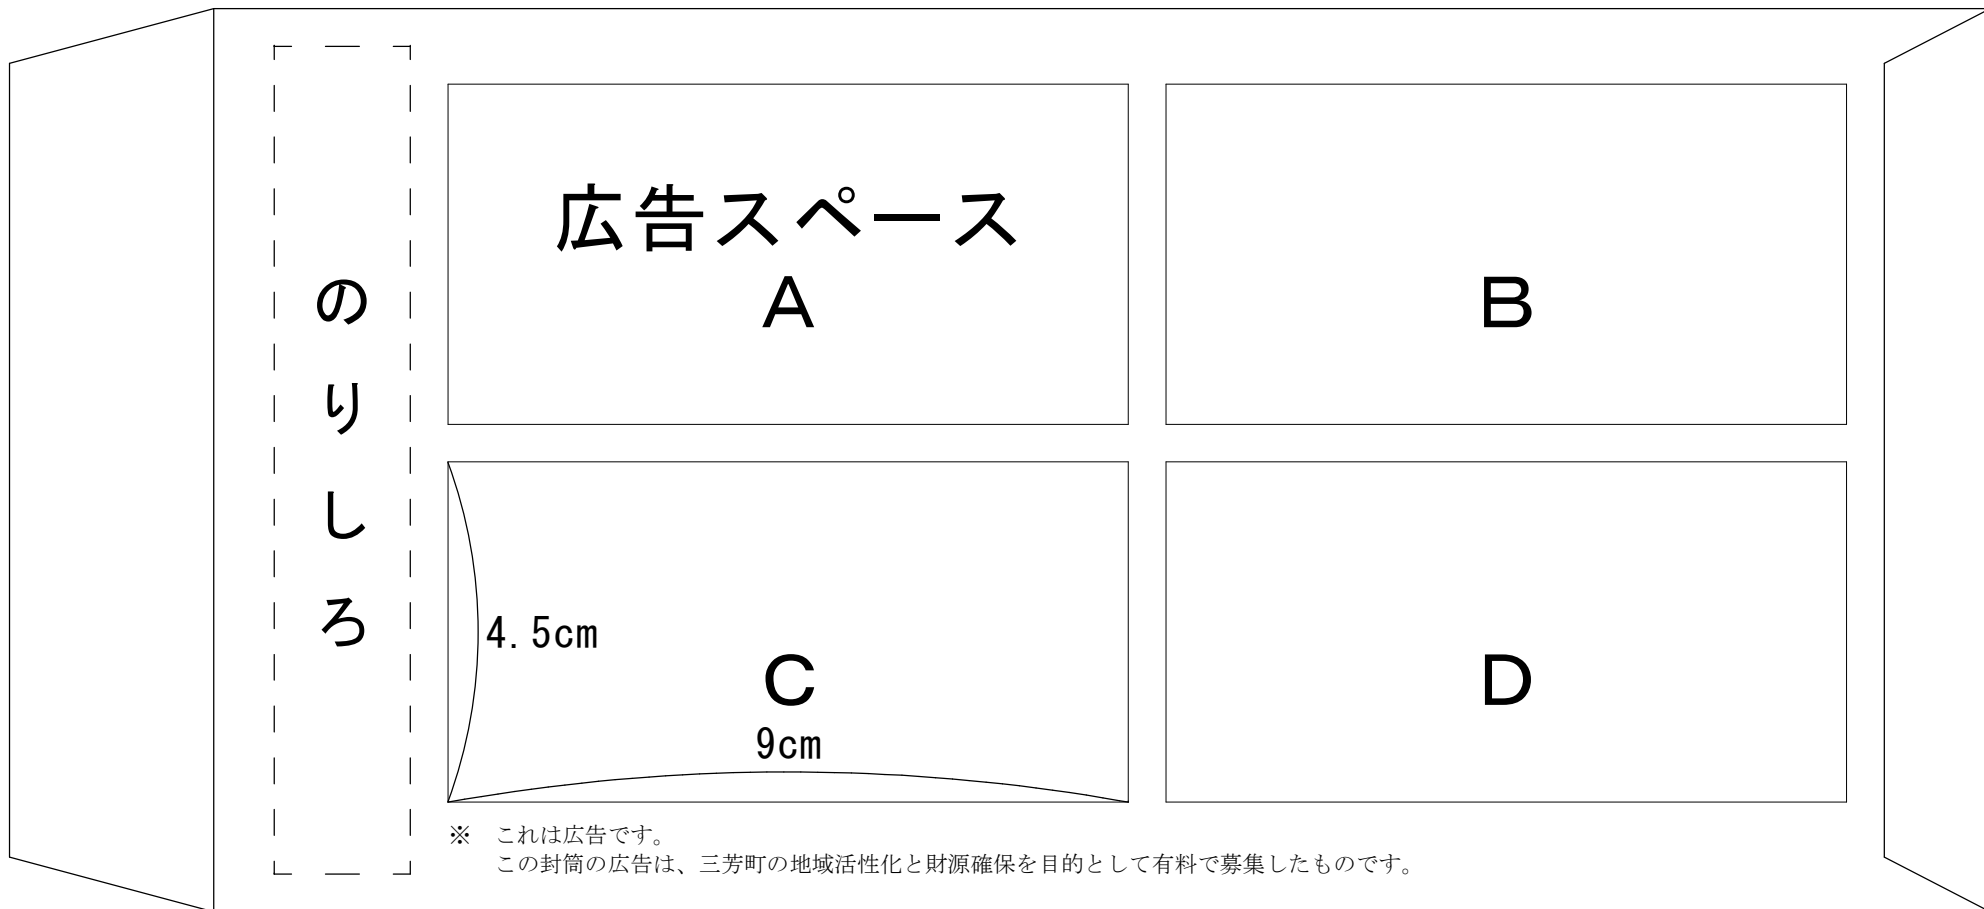 のりしろ
広告スペース
A
B
4.5cm
C
9cm
D
※　これは広告です。
この封筒の広告は、三芳町の地域活性化と財源確保を目的として有料で募集したものです。